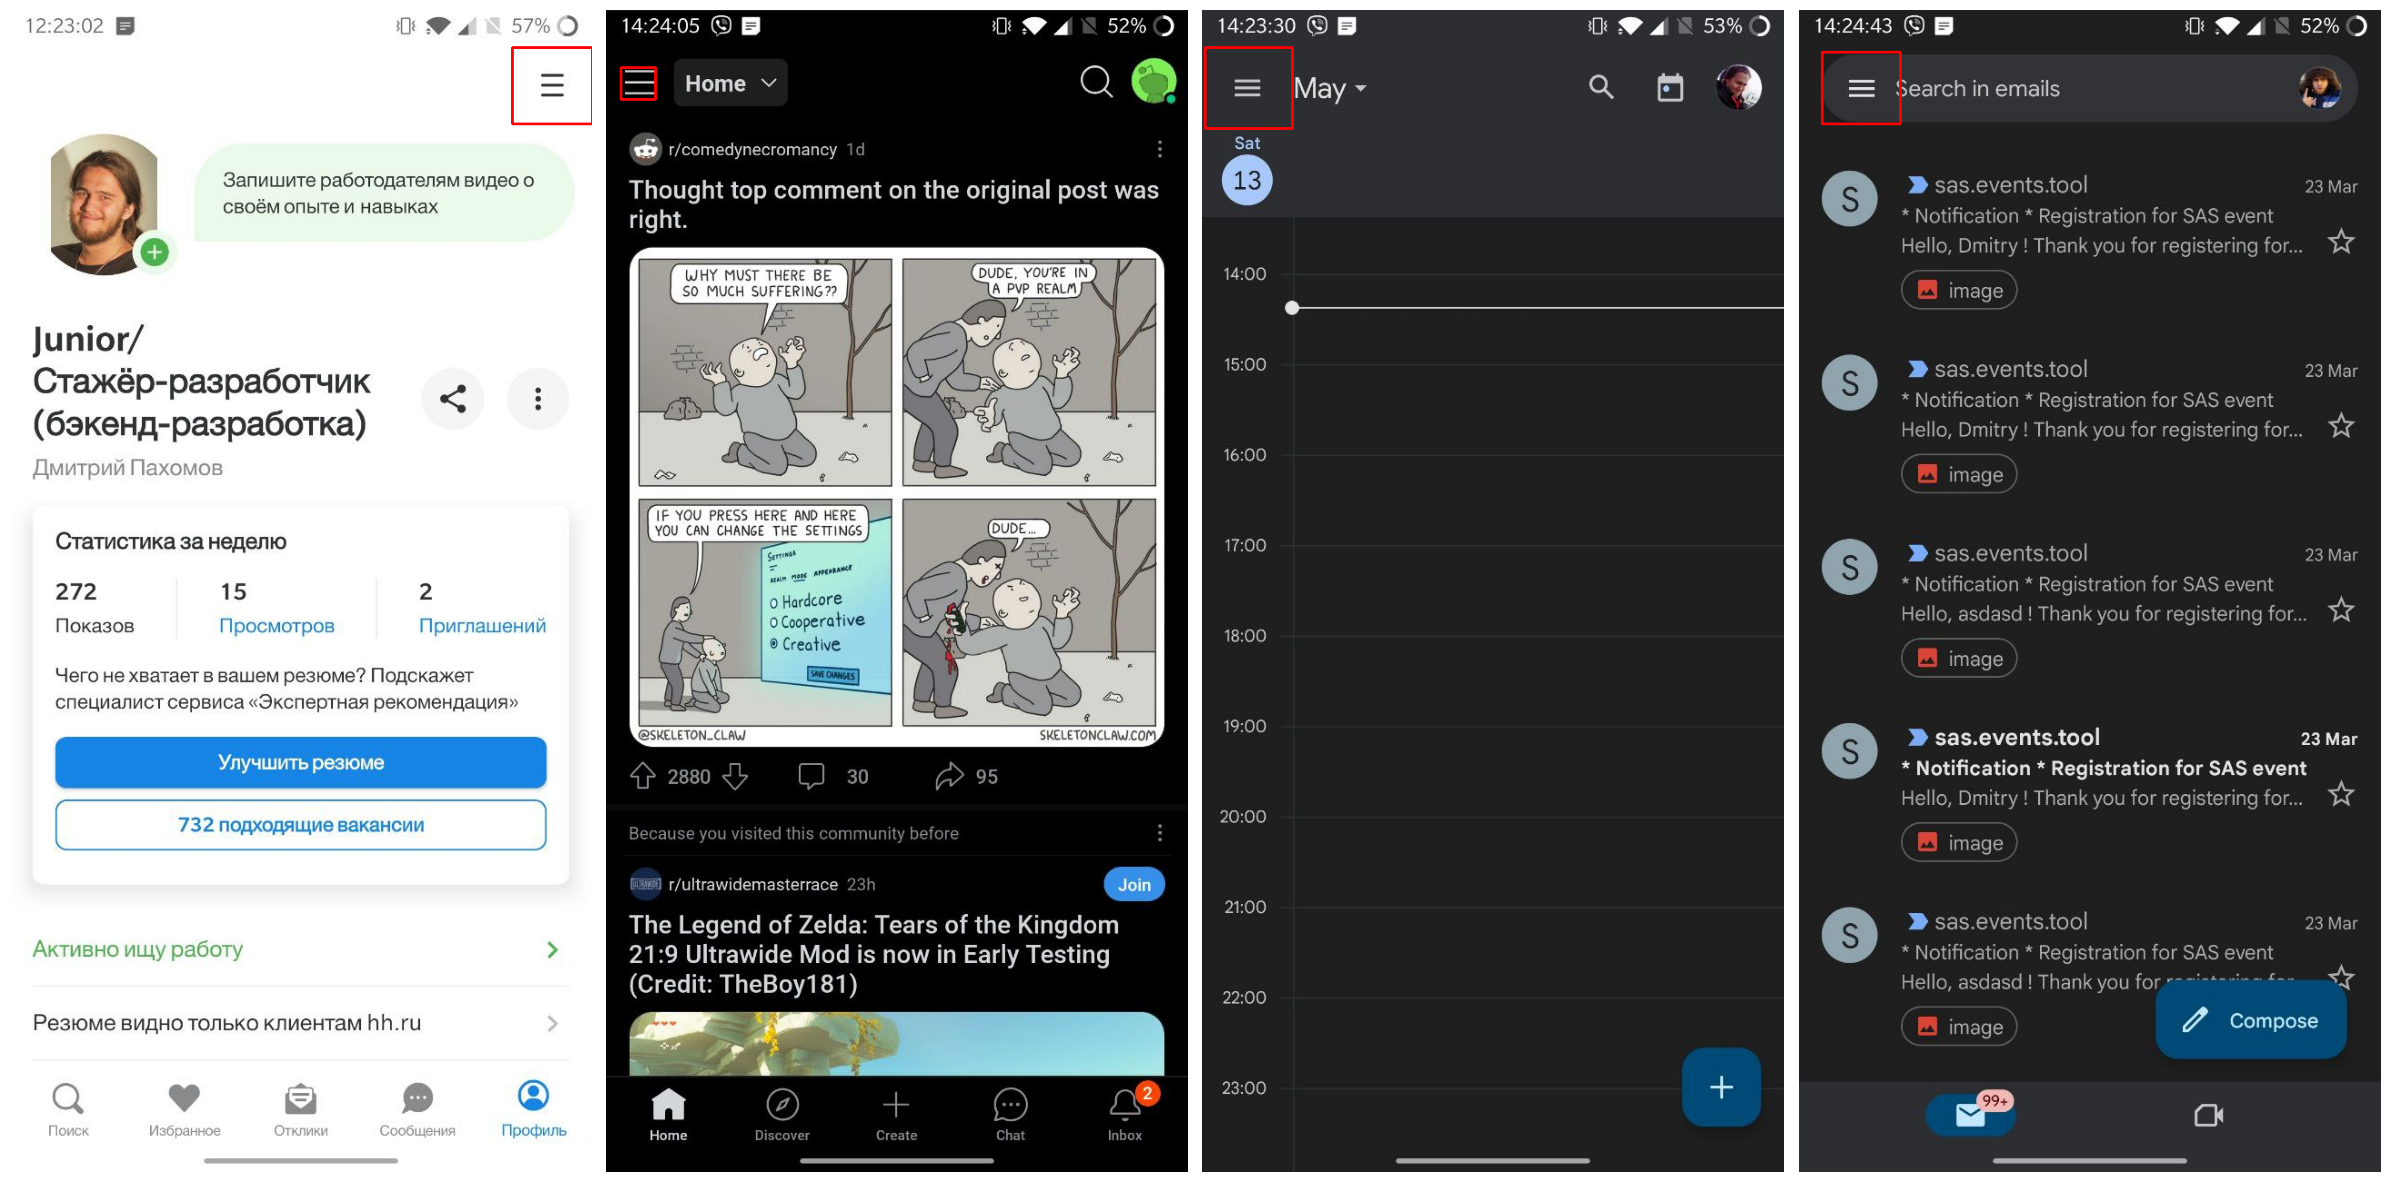 12:23:02
57%
Запишите работодателям видео о
своём опыте и навыках
Junior/
Стажёр-разработчик
(бэкенд-разработка)
Дмитрий Пахомов
Статистика за неделю
272
15
2
Показов
Просмотров
Приглашений
Чего не хватает в вашем резюме? Подскажет
специалист сервиса «Экспертная рекомендация»
Улучшить резюме
732 подходящие вакансии
Активно ищу работу
Резюме видно только клиентам hh.ru
Поиск
Избранное
Отклики
Сообщения
Профиль
14:24:05
52%
Home
r/comedynecromancy 1d
Thought top comment on the original post was
right.
WHY MUST THERE BE
SO MUCH SUFFERING??
DUDE, YOU'RE IN
A PVP REALM
IF YOU PRESS HERE AND HERE
YOU CAN CHANGE THE SETTINGS
SETTINGS
REALM MODE APPEARANCE
Hardcore
Cooperative
Creative
SAVE CHANGES
DUDE...
@SKELETON_CLAW
SKELETONCLAW.COM
2880
30
95
Because you visited this community before
r/ultrawidemasterrace 23h
Join
The Legend of Zelda: Tears of the Kingdom
21:9 Ultrawide Mod is now in Early Testing
(Credit: TheBoy181)
2
Home
Discover
Create
Chat
Inbox
14:23:30
53%
May
Sat
13
14:00
15:00
16:00
17:00
18:00
19:00
20:00
21:00
22:00
23:00
14:24:43
52%
Search in emails
S
sas.events.tool
23 Mar
* Notification * Registration for SAS event
Hello, Dmitry ! Thank you for registering for...
image
S
sas.events.tool
23 Mar
* Notification * Registration for SAS event
Hello, Dmitry ! Thank you for registering for...
image
S
sas.events.tool
23 Mar
* Notification * Registration for SAS event
Hello, asdasd ! Thank you for registering for...
image
S
sas.events.tool
23 Mar
* Notification * Registration for SAS event
Hello, Dmitry ! Thank you for registering for...
image
S
sas.events.tool
23 Mar
* Notification * Registration for SAS event
Hello, asdasd ! Thank you for
image
Compose
99+